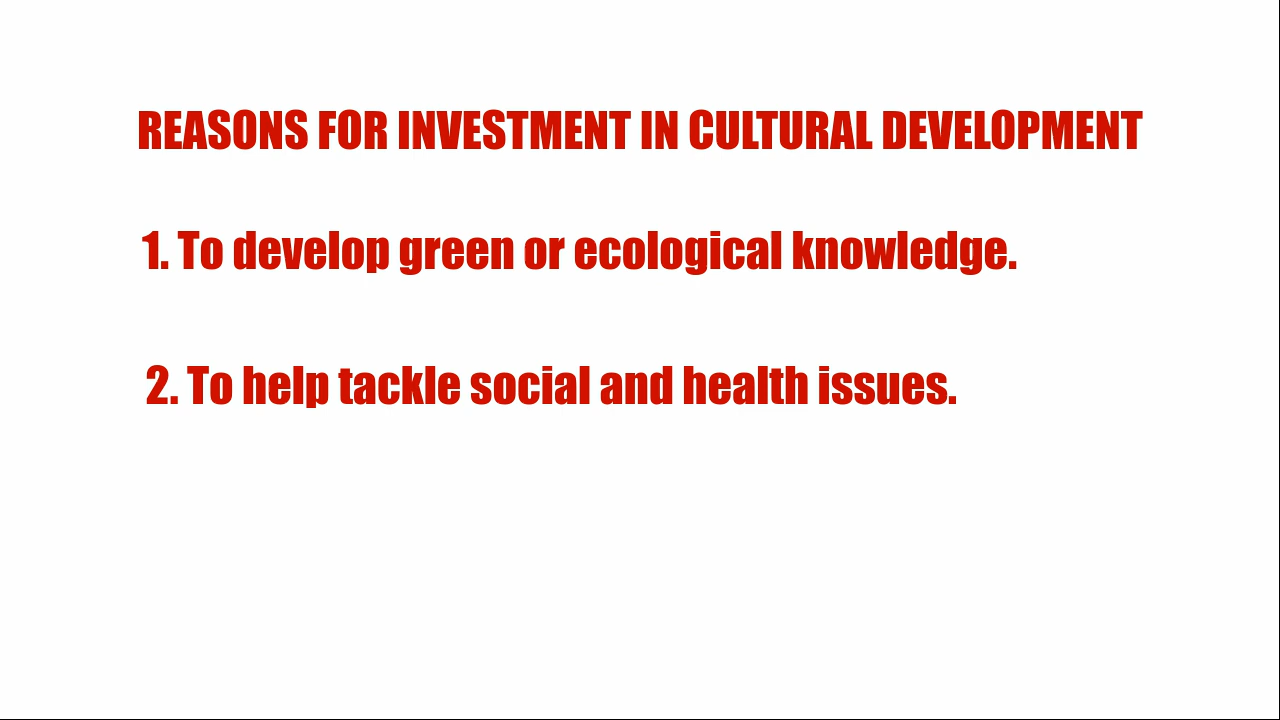 REASONS FOR INVESTMENT IN CULTURAL DEVELOPMENT
1. To develop green or ecological knowledge.
2. To help tackle social and health issues.